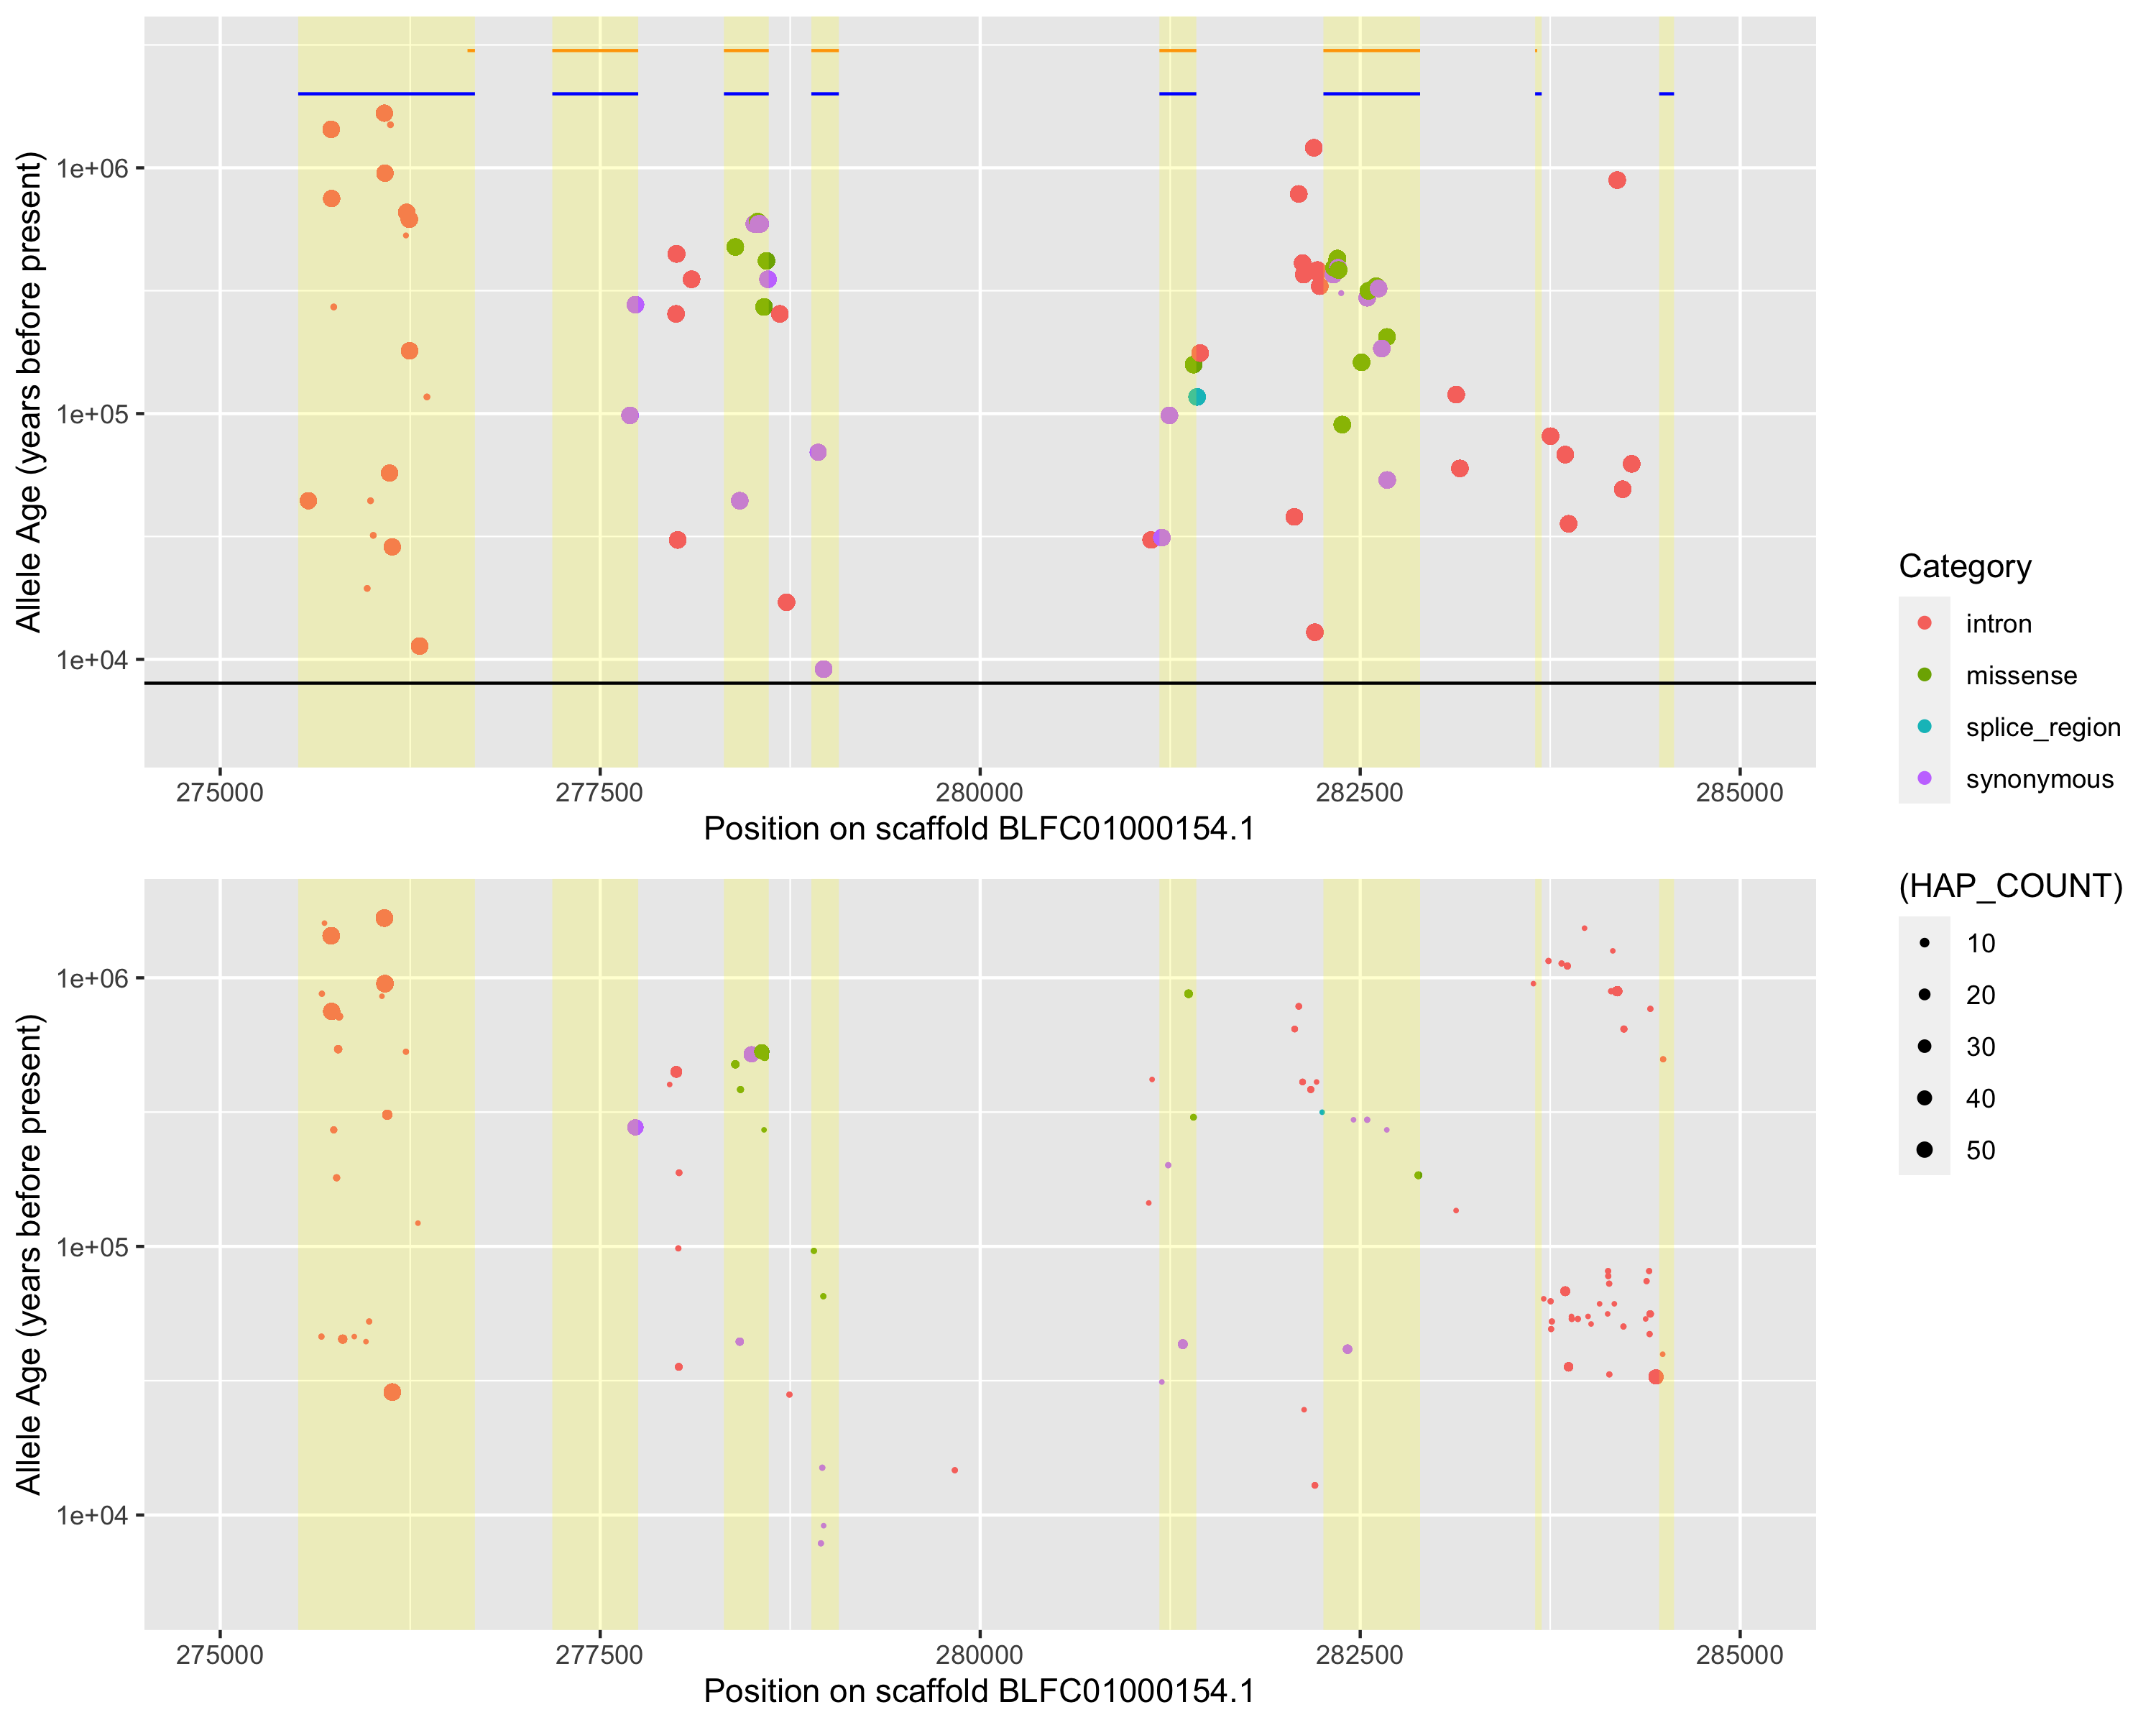 Allele Age (years before present)
1e+06
1e+05
1e+04
275000 277500 280000 282500 285000
Position on scaffold BLFC01000154.1
Category
intron
missense
splice_region
synonymous
(HAP_COUNT)
10
20
30
40
50
Allele Age (years before present)
1e+06
1e+05
1e+04
275000 277500 280000 282500 285000
Position on scaffold BLFC01000154.1